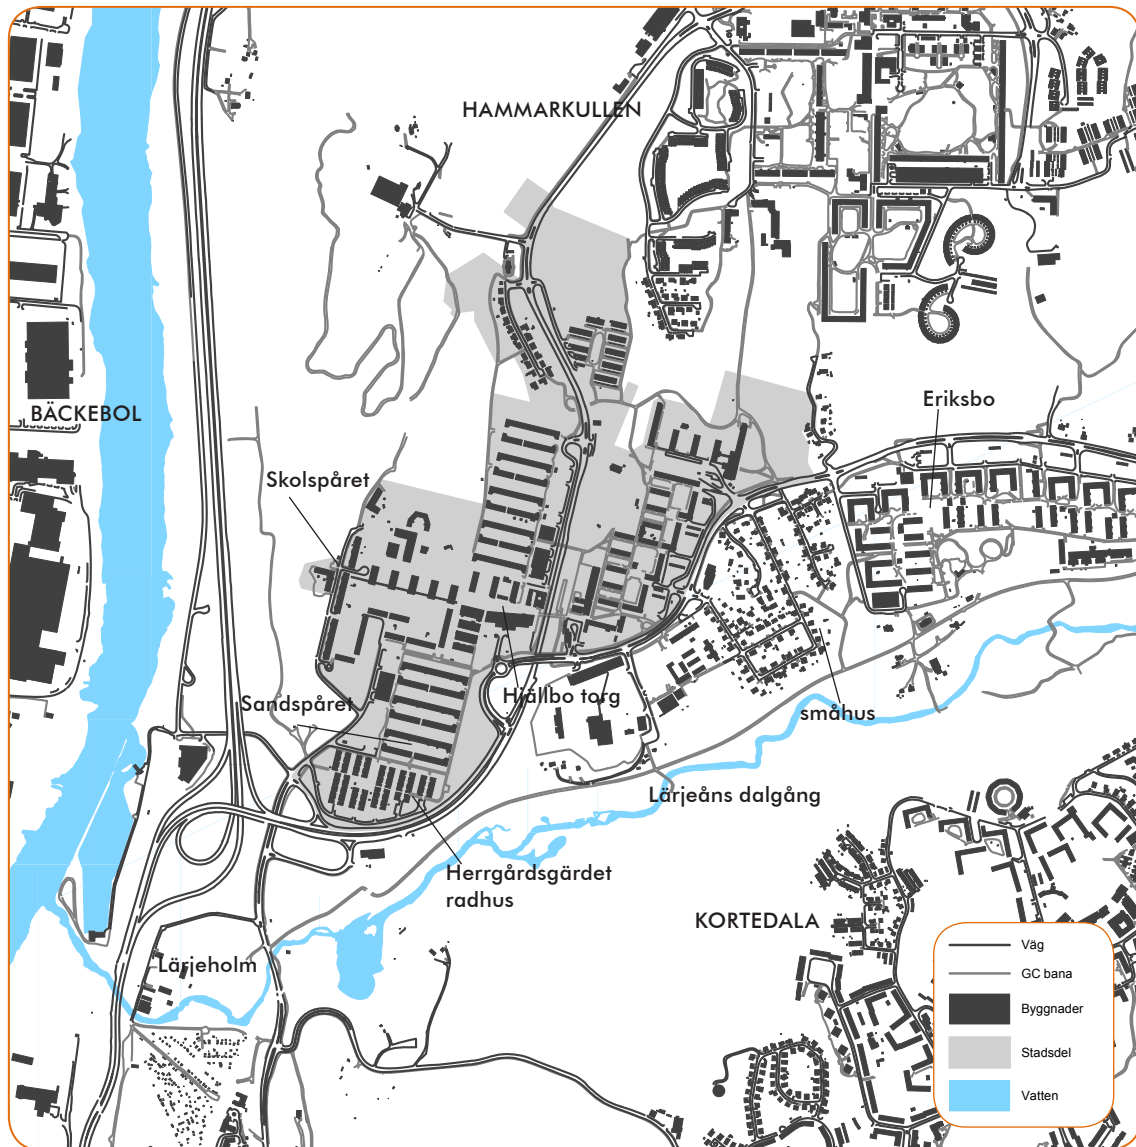 HAMMARKULLEN
BÄCKEBOL
Eriksbo
Skolspåret
Sandspåret
Hjällbo torg
småhus
Lärjeåns dalgång
Herrgårdsgärdet
radhus
KORTEDALA
Lärjeholm
Väg
GC bana
Byggnader
Stadsdel
Vatten